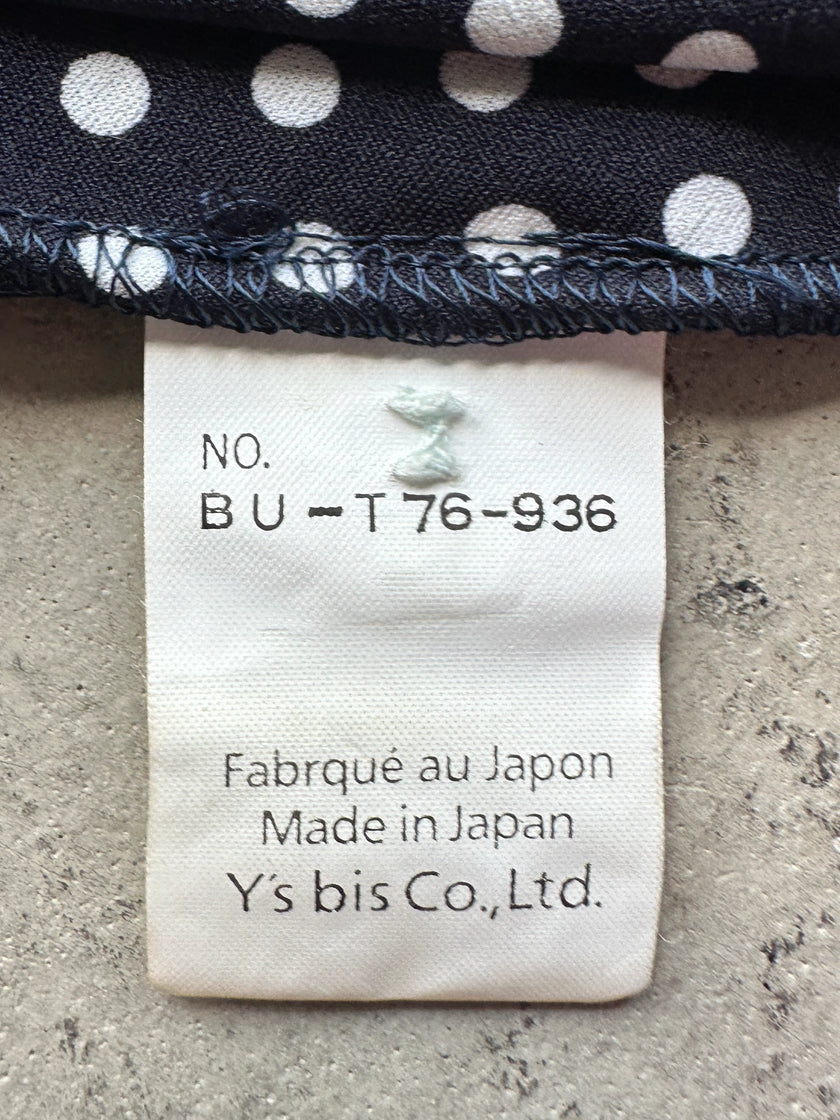 NO.
BU-T76-936
Fabrqué au Japon
Made in Japan
Y's bis Co.,Ltd.